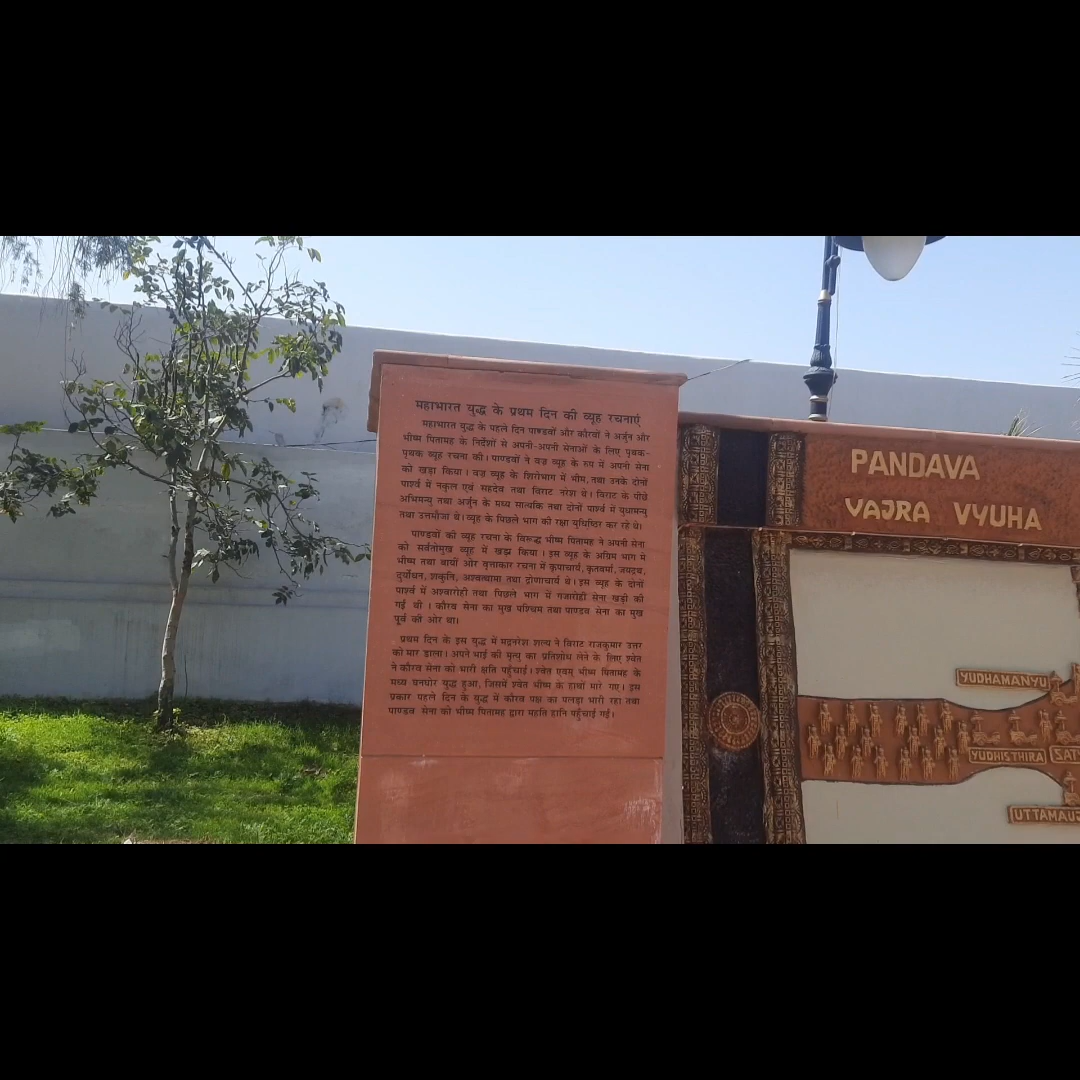 महाभारत युद्ध के प्रथम दिन की व्यूह रचनाएं
महाभारत युद्ध के पहले दिन पाण्डवों और कौरवों ने अर्जुन और
भीष्म पितामह के निर्देशों से अपनी-अपनी सेनाओं के लिए पृथक-
पृथक व्यूह रचना की। पाण्डवों ने वज्र व्यूह के रुप में अपनी सेना
को खड़ा किया। वज्र व्यूह के शिरोभाग में भीम, तथा उनके दोनों
पार्श्व में नकुल एवं सहदेव तथा विराट नरेश थे। विराट के पीछे
अभिमन्यु तथा अर्जुन के मध्य सात्यकि तथा दोनों पार्श्व में युधामन्यु
तथा उत्तमौजा थे। व्यूह के पिछले भाग की रक्षा युधिष्ठिर कर रहे थे।
पाण्डवों की व्यूह रचना के विरूद्ध भीष्म पितामह ने अपनी सेना
को सर्वतोमुख व्यूह में खड़ा किया। इस व्यूह के अग्रिम भाग में
भीष्म तथा बायीं और वृत्ताकार रचना में कृपाचार्य, कृतवर्मा, जयद्रथ,
दुर्योधन, शकुति, अश्वत्थामा तथा द्रोणाचार्य थे। इस व्यूह के दोनों
पार्श्व में अश्वारोही तथा पिछले भाग में गजारोही सेना खड़ी की
गई थी। कौरव सेना का मुख पश्चिम तथा पाण्डव सेना का मुख
पूर्व की ओर था।
प्रथम दिन के इस युद्ध में मद्रनरेश शल्य ने विराट राजकुमार उत्तर
को मार डाला। अपने भाई की मृत्यु का प्रतिशोध लेने के लिए श्वेत
ने कौरव सेना को भारी क्षति पहुँचाई। श्वेत एवम् भीष्म पितामह के
मध्य घनघोर युद्ध हुआ, जिसमें श्वेत भीष्म के हाथों मारे गए। इस
प्रकार पहले दिन के युद्ध में कौरव पक्ष का पलड़ा भारी रहा तथा
पाण्डव सेना को भीष्म पितामह द्वारा महति हानि पहुँचाई गई।
PANDAVA
VAJRA VYUHA
YUDHAMANYU
YUDHISTHIRA
SAT
UTTAMAUJ